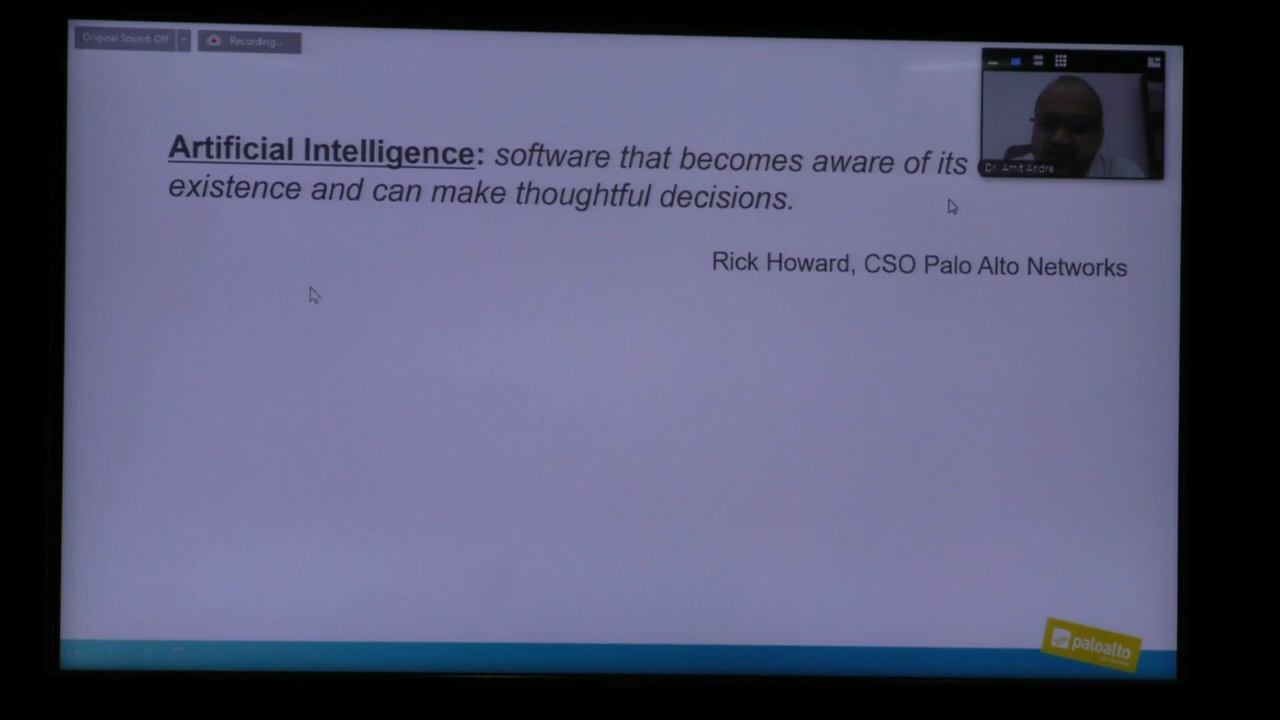 Original Sound: Off
Recording...
Artificial Intelligence: software that becomes aware of its
existence and can make thoughtful decisions.
Dr. Amit Andre
Rick Howard, CSO Palo Alto Networks
paloalto